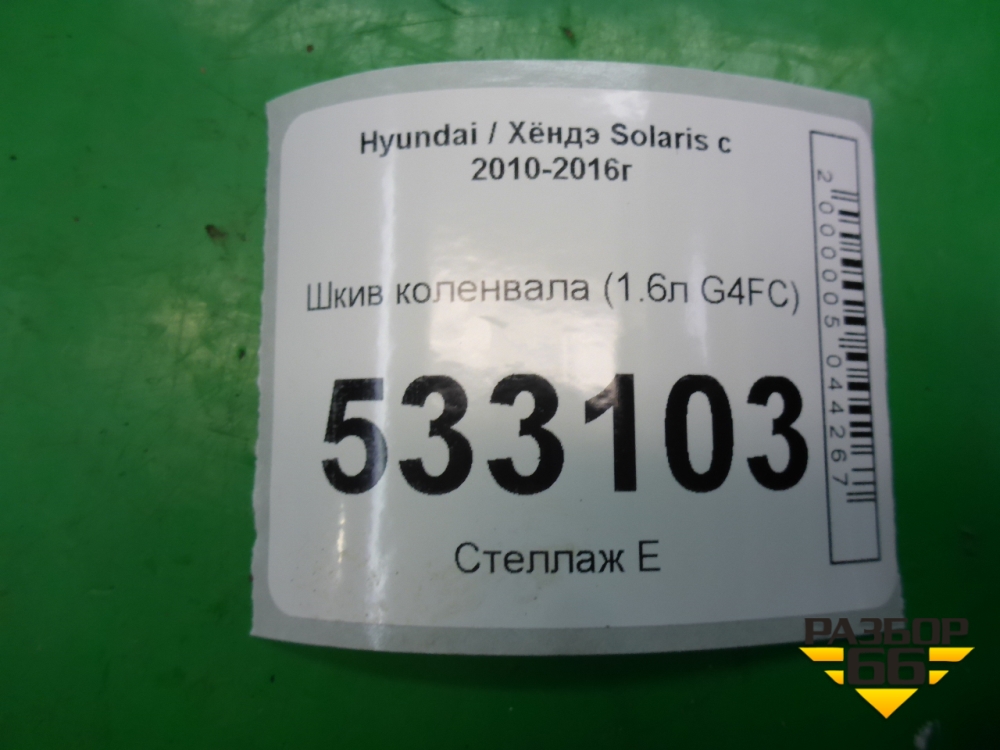 Hyundai / Хёндэ Solaris с
2010-2016г
Шкив коленвала (1.6л G4FC)
533103
Стеллаж Е
2000005044267
РАЗБОР
66